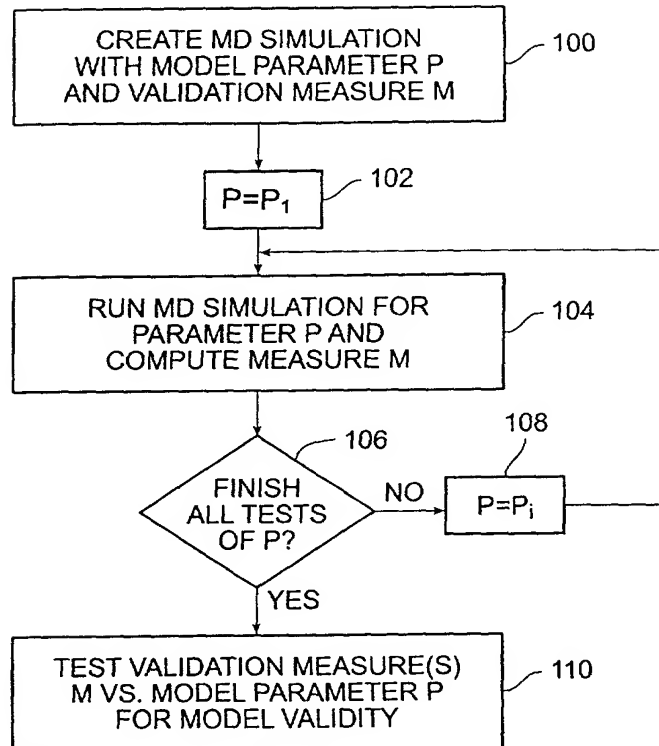 CREATE MD SIMULATION
WITH MODEL PARAMETER P
AND VALIDATION MEASURE M
100
P=P₁
102
RUN MD SIMULATION FOR
PARAMETER P AND
COMPUTE MEASURE M
104
106
FINISH
ALL TESTS
OF P?
NO
108
P=Pᵢ
YES
TEST VALIDATION MEASURE(S)
M VS. MODEL PARAMETER P
FOR MODEL VALIDITY
110